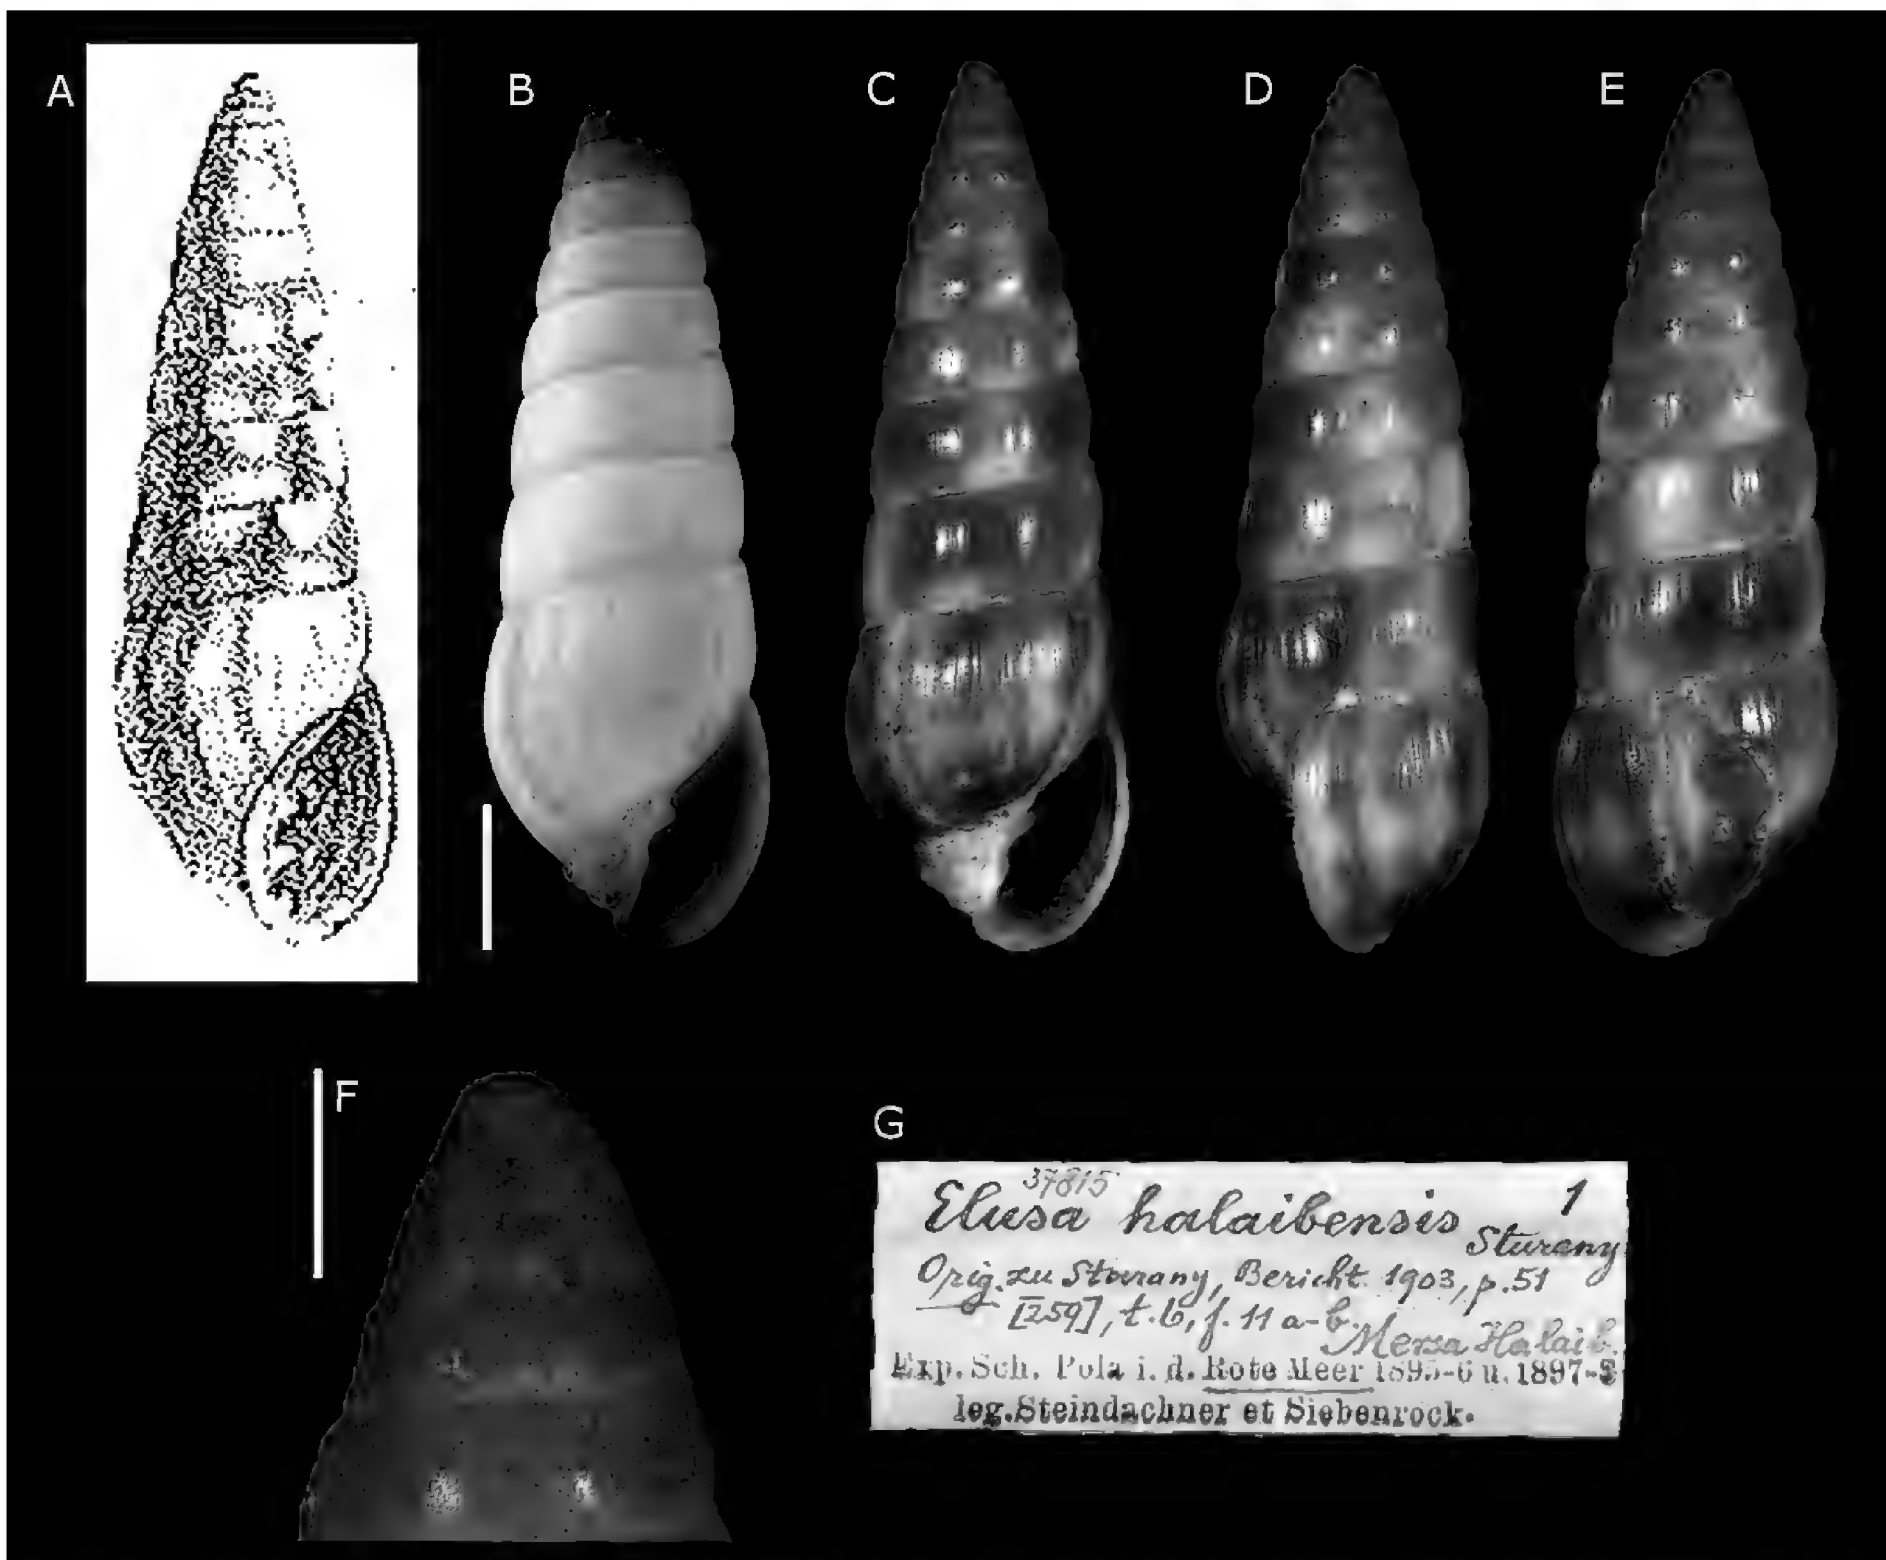 A
B
C
D
E
F
G
37815
Elusa halaibensis 1
Sturany
Orig. zu Sturany, Bericht 1903, p. 51
[259], t. 6, f. 11 a-b.
Mersa Halaib.
Exp. Sch. Pola i. d. Rote Meer 1895-6 u. 1897-8
leg. Steindachner et Siebenrock.